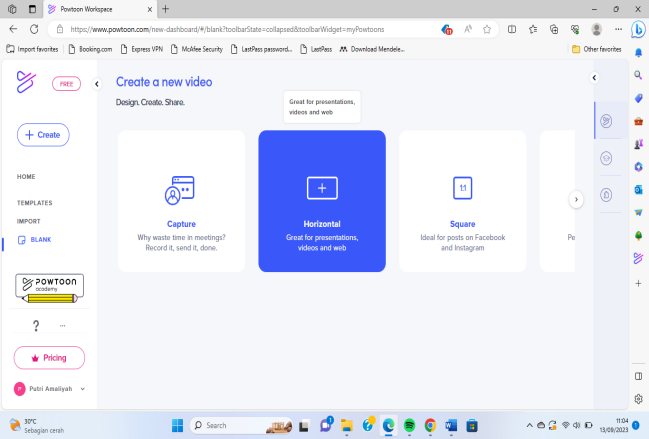 Powtoon Workspace
https://www.powtoon.com/new-dashboard/#/blank?toolbarState=collapsed&toolbarWidget=myPowtoons
Import favorites
Booking.com
Express VPN
McAfee Security
LastPass password...
LastPass
Download Mendele...
Other favorites
FREE
Create a new video
Design. Create. Share.
Great for presentations,
videos and web
+ Create
HOME
TEMPLATES
IMPORT
BLANK
Capture
Why waste time in meetings?
Record it, send it, done.
Horizontal
Great for presentations,
videos and web
1:1
Square
Ideal for posts on Facebook
and Instagram
Pe
POWTOON
academy
?
...
Pricing
P
Putri Amaliyah
30°C
Sebagian cerah
Search
11:04
13/09/2023